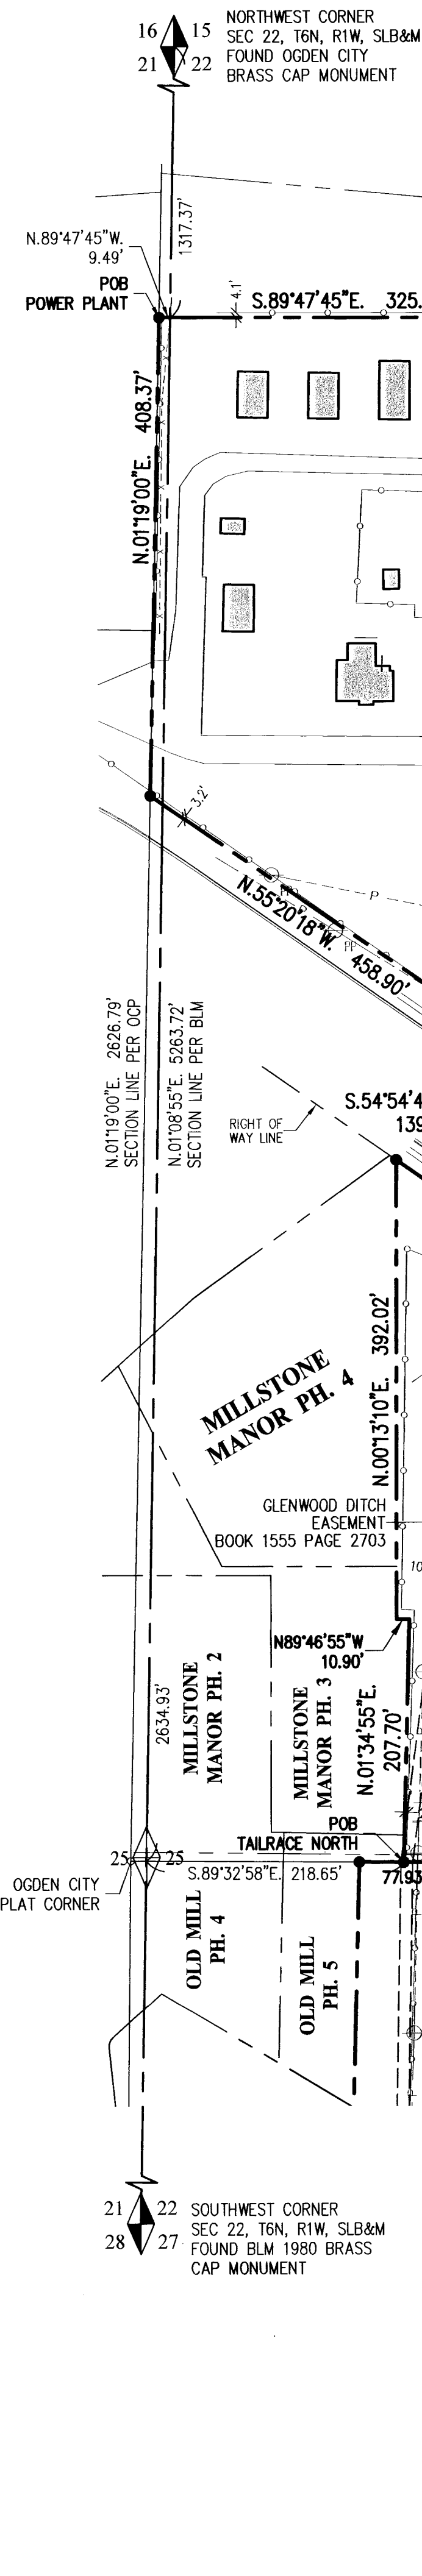 16 15
21 22
NORTHWEST CORNER
SEC 22, T6N, R1W, SLB&M
FOUND OGDEN CITY
BRASS CAP MONUMENT
1317.37'
N.89°47'45"W.
9.49'
POB
POWER PLANT
4.1'
S.89°47'45"E. 325.
N.01°19'00"E. 408.37'
3.2'
PP
P
N.55°20'18"W. 458.90'
PP
N.01°19'00"E. 2626.79'
SECTION LINE PER OCP
N.01°08'55"E. 5263.72'
SECTION LINE PER BLM
RIGHT OF
WAY LINE
S.54°54'4
139
N.00°13'10"E. 392.02'
MILLSTONE
MANOR PH. 4
GLENWOOD DITCH
EASEMENT
BOOK 1555 PAGE 2703
10
N89°46'55"W
10.90'
2634.93'
MILLSTONE
MANOR PH. 2
MILLSTONE
MANOR PH. 3
N.01°34'55"E.
207.70'
POB
TAILRACE NORTH
25 25
S.89°32'58"E. 218.65'
77.93
OGDEN CITY
PLAT CORNER
OLD MILL
PH. 4
OLD MILL
PH. 5
21 22
28 27
SOUTHWEST CORNER
SEC 22, T6N, R1W, SLB&M
FOUND BLM 1980 BRASS
CAP MONUMENT